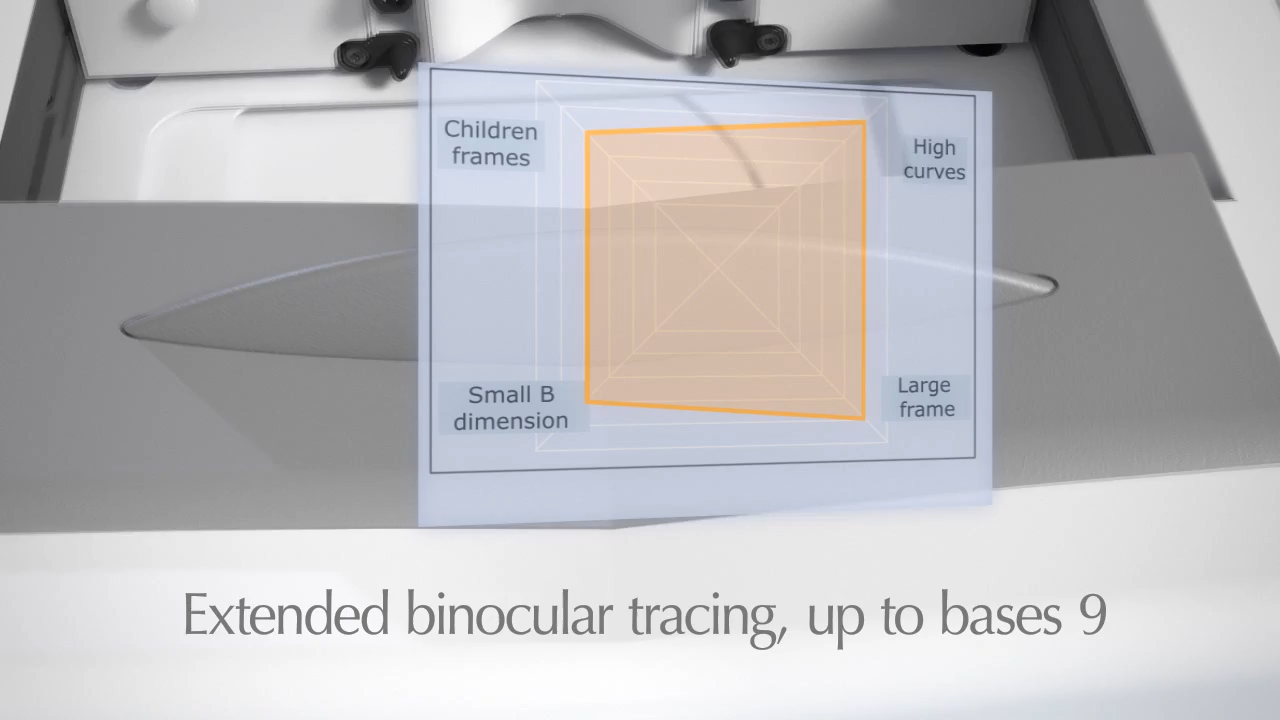 Children
frames
High
curves
Small B
dimension
Large
frame
Extended binocular tracing, up to bases 9